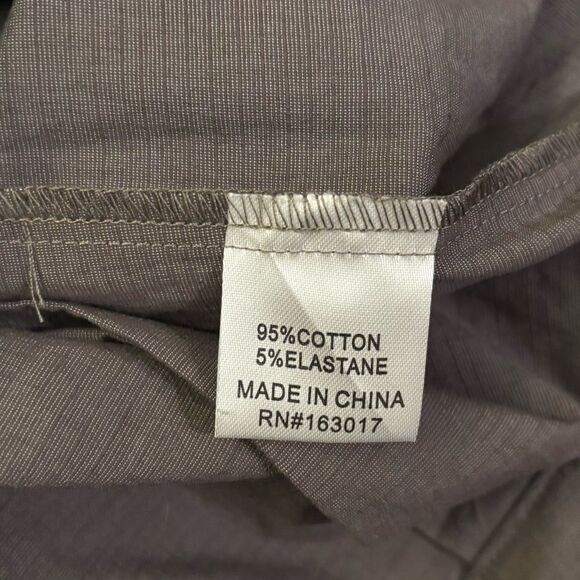 95%COTTON
5%ELASTANE
MADE IN CHINA
RN#163017